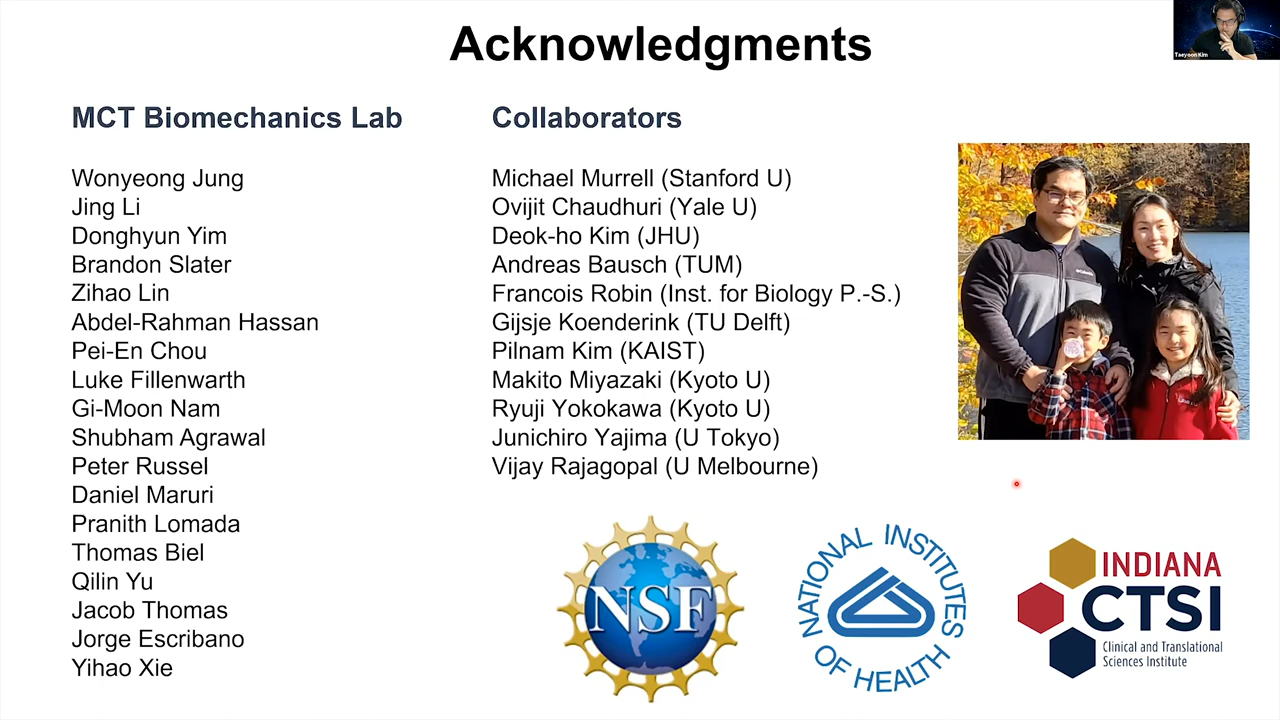 Acknowledgments
Taeyoon Kim
MCT Biomechanics Lab
Wonyeong Jung
Jing Li
Donghyun Yim
Brandon Slater
Zihao Lin
Abdel-Rahman Hassan
Pei-En Chou
Luke Fillenwarth
Gi-Moon Nam
Shubham Agrawal
Peter Russel
Daniel Maruri
Pranith Lomada
Thomas Biel
Qilin Yu
Jacob Thomas
Jorge Escribano
Yihao Xie
Collaborators
Michael Murrell (Stanford U)
Ovijit Chaudhuri (Yale U)
Deok-ho Kim (JHU)
Andreas Bausch (TUM)
Francois Robin (Inst. for Biology P.-S.)
Gijsje Koenderink (TU Delft)
Pilnam Kim (KAIST)
Makito Miyazaki (Kyoto U)
Ryuji Yokokawa (Kyoto U)
Junichiro Yajima (U Tokyo)
Vijay Rajagopal (U Melbourne)
Columbia
NSF
NATIONAL INSTITUTES
OF HEALTH
INDIANA
CTSI
Clinical and Translational
Sciences Institute